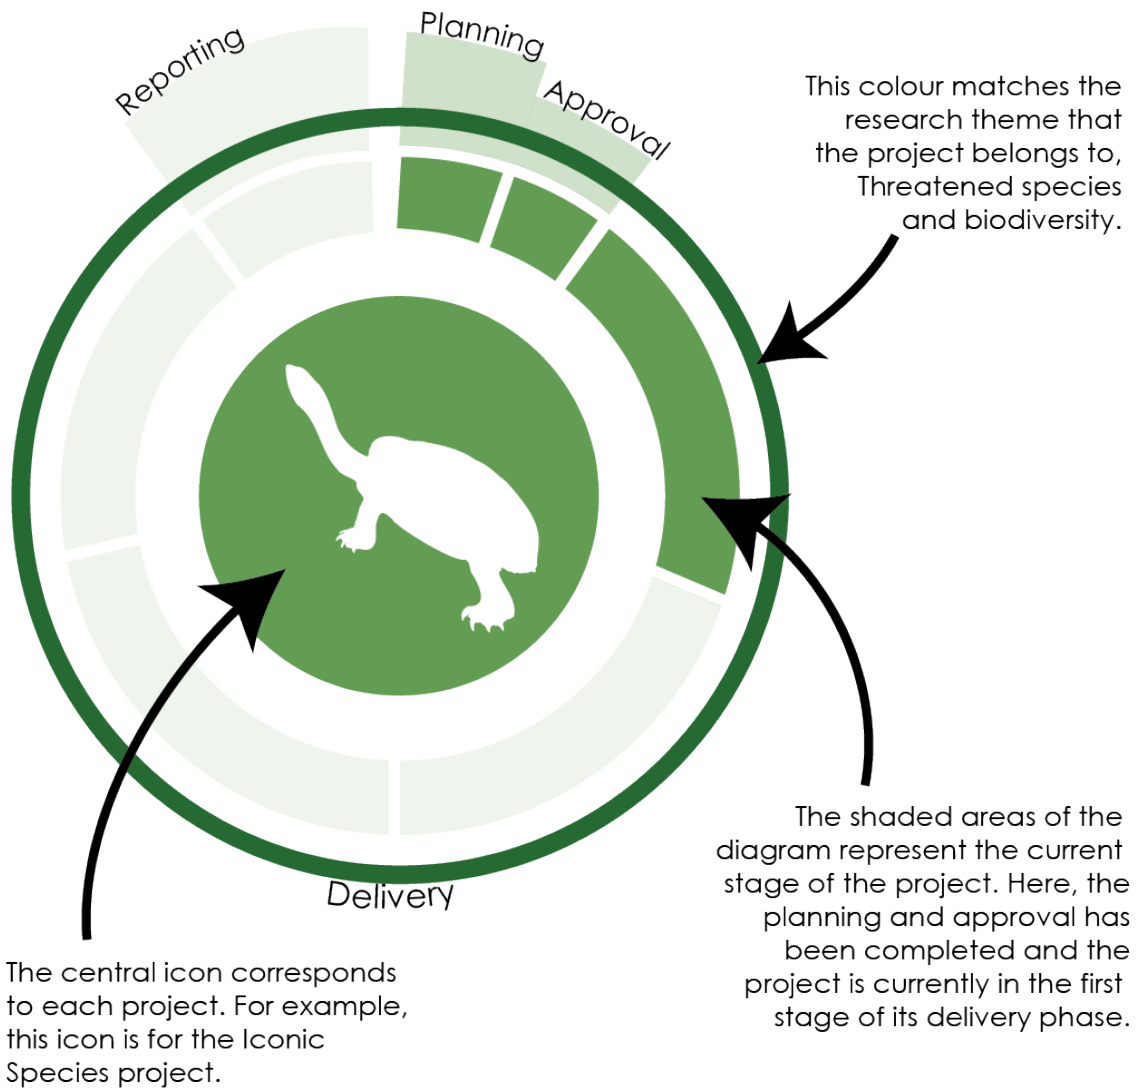 Reporting
Planning
Approval
This colour matches the
research theme that
the project belongs to,
Threatened species
and biodiversity.
Delivery
The shaded areas of the
diagram represent the current
stage of the project. Here, the
planning and approval has
been completed and the
project is currently in the first
stage of its delivery phase.
The central icon corresponds
to each project. For example,
this icon is for the Iconic
Species project.